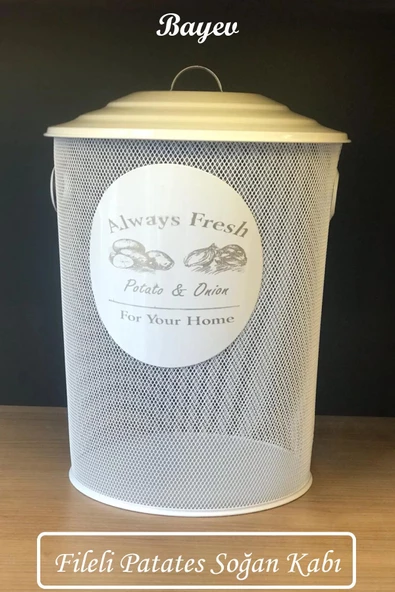 Bayev
Always Fresh
Potato & Onion
For Your Home
Fileli Patates Soğan Kabı